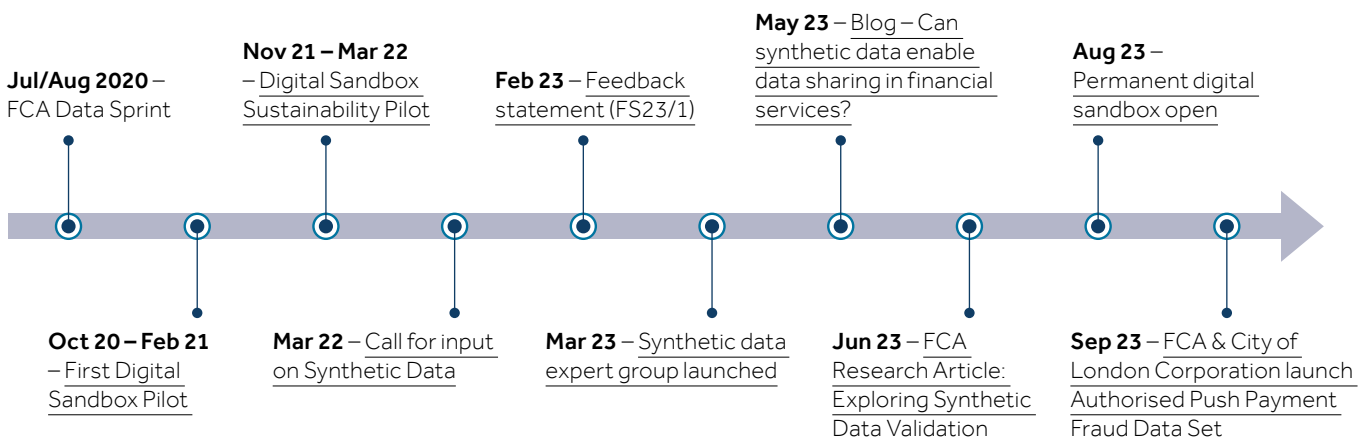 Jul/Aug 2020 –
FCA Data Sprint
Oct 20 – Feb 21
– First Digital
Sandbox Pilot
Nov 21 – Mar 22
– Digital Sandbox
Sustainability Pilot
Mar 22 – Call for input
on Synthetic Data
Feb 23 – Feedback
statement (FS23/1)
Mar 23 – Synthetic data
expert group launched
May 23 – Blog – Can
synthetic data enable
data sharing in financial
services?
Jun 23 – FCA
Research Article:
Exploring Synthetic
Data Validation
Aug 23 –
Permanent digital
sandbox open
Sep 23 – FCA & City of
London Corporation launch
Authorised Push Payment
Fraud Data Set